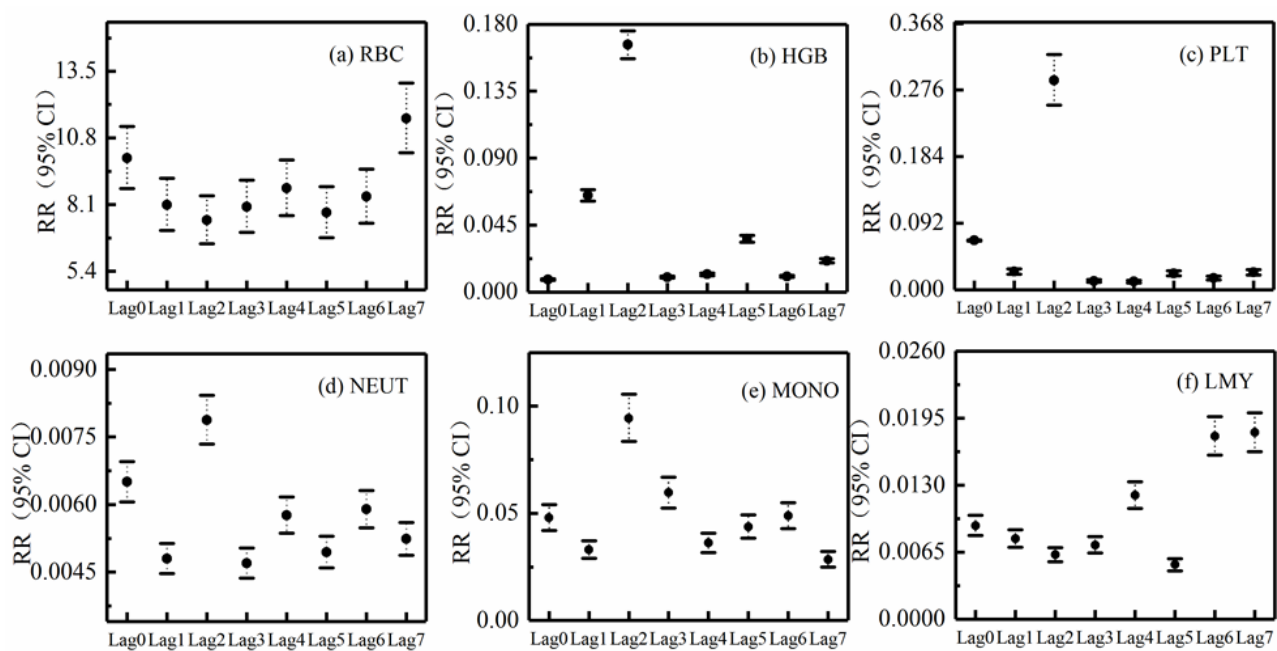 (a) RBC
RR（95% CI）
13.5
10.8
8.1
5.4
Lag0 Lag1 Lag2 Lag3 Lag4 Lag5 Lag6 Lag7
(b) HGB
RR（95% CI）
0.180
0.135
0.090
0.045
0.000
Lag0 Lag1 Lag2 Lag3 Lag4 Lag5 Lag6 Lag7
(c) PLT
RR（95% CI）
0.368
0.276
0.184
0.092
0.000
Lag0 Lag1 Lag2 Lag3 Lag4 Lag5 Lag6 Lag7
(d) NEUT
RR（95% CI）
0.0090
0.0075
0.0060
0.0045
Lag0 Lag1 Lag2 Lag3 Lag4 Lag5 Lag6 Lag7
(e) MONO
RR（95% CI）
0.10
0.05
0.00
Lag0 Lag1 Lag2 Lag3 Lag4 Lag5 Lag6 Lag7
(f) LMY
RR（95% CI）
0.0260
0.0195
0.0130
0.0065
0.0000
Lag0 Lag1 Lag2 Lag3 Lag4 Lag5 Lag6 Lag7